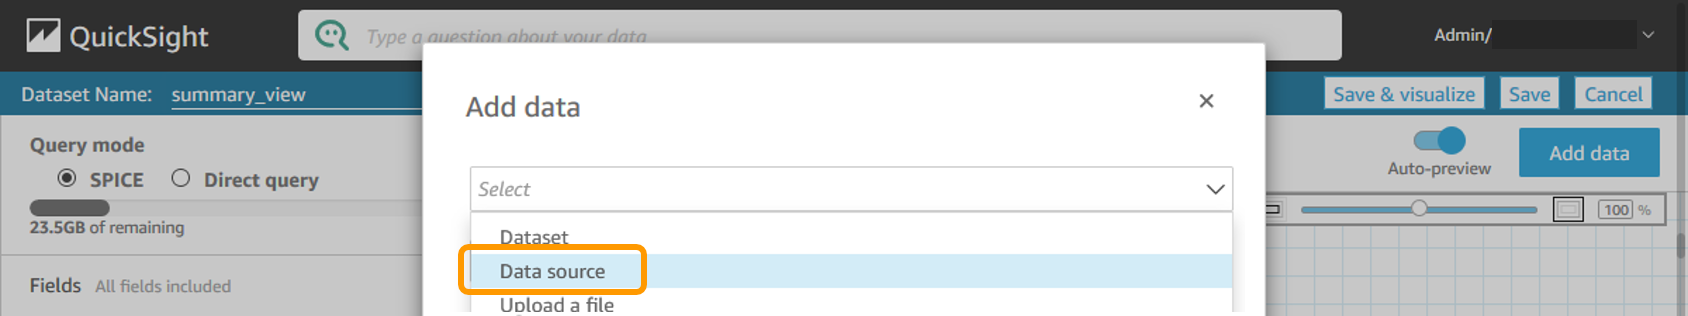 QuickSight
Type a question about your data
Admin/
Dataset Name: summary_view
Save & visualize
Save
Cancel
Add data
Query mode
SPICE
Direct query
23.5GB of remaining
Auto-preview
Add data
Select
100 %
Dataset
Data source
Upload a file
Fields All fields included